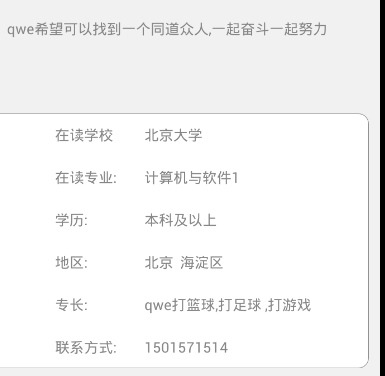 qwe希望可以找到一个同道众人,一起奋斗一起努力
在读学校 北京大学
在读专业: 计算机与软件1
学历: 本科及以上
地区: 北京 海淀区
专长: qwe打篮球,打足球 ,打游戏
联系方式: 1501571514